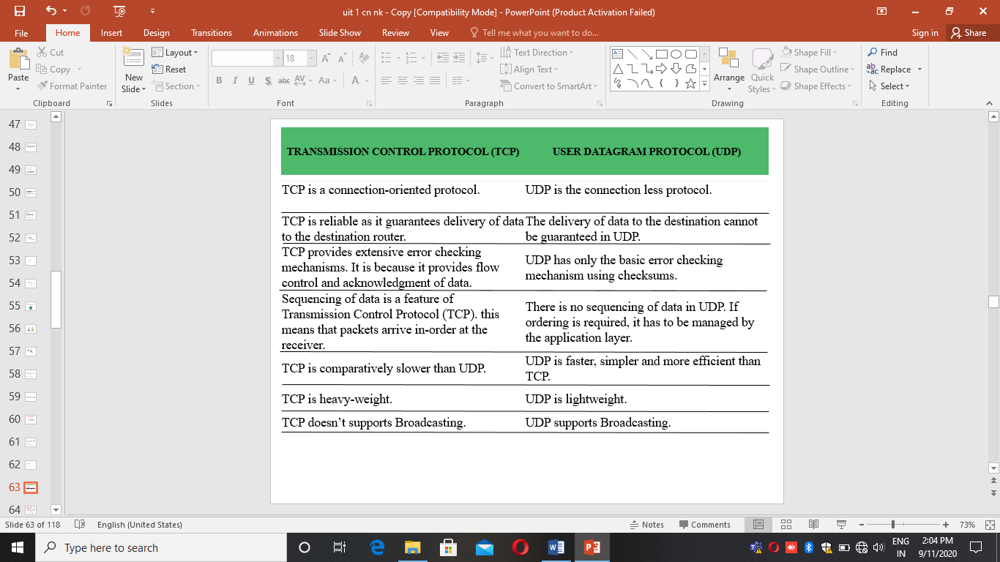 uit 1 cn nk - Copy [Compatibility Mode] - PowerPoint (Product Activation Failed)
File Home Insert Design Transitions Animations Slide Show Review View Tell me what you want to do... Sign in Share
Paste
Cut
Copy
Format Painter
Clipboard
New
Slide
Layout
Reset
Section
Slides
18
B I U S abc AV Aa A
Font
Text Direction
Align Text
Convert to SmartArt
Paragraph
Arrange
Quick
Styles
Shape Fill
Shape Outline
Shape Effects
Drawing
Find
Replace
Select
Editing
47
48
49
50
51
52
53
54
55
56
57
58
59
60
61
62
63
64
TRANSMISSION CONTROL PROTOCOL (TCP) USER DATAGRAM PROTOCOL (UDP)
TCP is a connection-oriented protocol.
UDP is the connection less protocol.
TCP is reliable as it guarantees delivery of data
to the destination router.
The delivery of data to the destination cannot
be guaranteed in UDP.
TCP provides extensive error checking
mechanisms. It is because it provides flow
control and acknowledgment of data.
UDP has only the basic error checking
mechanism using checksums.
Sequencing of data is a feature of
Transmission Control Protocol (TCP). this
means that packets arrive in-order at the
receiver.
There is no sequencing of data in UDP. If
ordering is required, it has to be managed by
the application layer.
TCP is comparatively slower than UDP.
UDP is faster, simpler and more efficient than
TCP.
TCP is heavy-weight.
UDP is lightweight.
TCP doesn’t supports Broadcasting.
UDP supports Broadcasting.
Slide 63 of 118 English (United States) Notes Comments 73%
Type here to search
ENG
IN
2:04 PM
9/11/2020